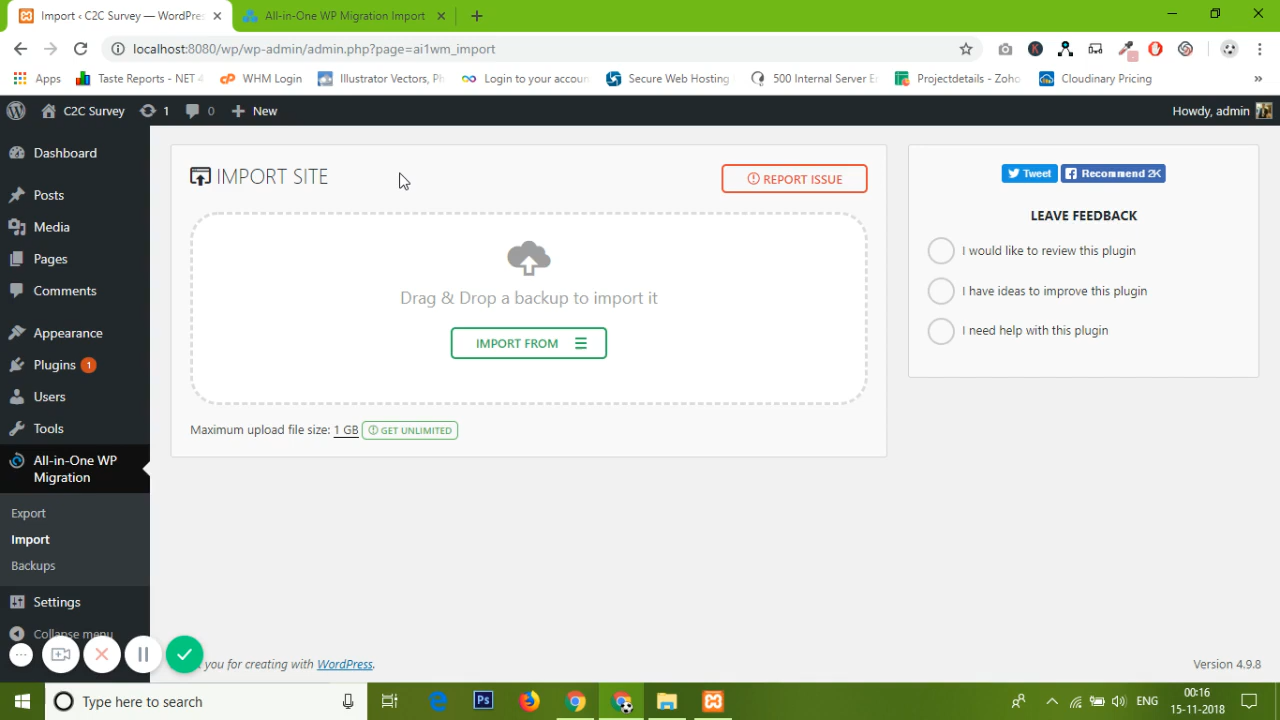 Import ‹ C2C Survey — WordPres
All-in-One WP Migration Import
localhost:8080/wp/wp-admin/admin.php?page=ai1wm_import
Apps
Taste Reports - NET
WHM Login
Illustrator Vectors, Ph
Login to your accoun
Secure Web Hosting
500 Internal Server E
Projectdetails - Zoho
Cloudinary Pricing
»
C2C Survey
1
0
New
Howdy, admin
Dashboard
Posts
Media
Pages
Comments
Appearance
Plugins 1
Users
Tools
All-in-One WP
Migration
Export
Import
Backups
Settings
Collapse menu
IMPORT SITE
REPORT ISSUE
Drag & Drop a backup to import it
IMPORT FROM
Maximum upload file size: 1 GB
GET UNLIMITED
Tweet
Recommend 2K
LEAVE FEEDBACK
I would like to review this plugin
I have ideas to improve this plugin
I need help with this plugin
you for creating with WordPress.
Version 4.9.8
Type here to search
Ps
ENG
00:16
15-11-2018